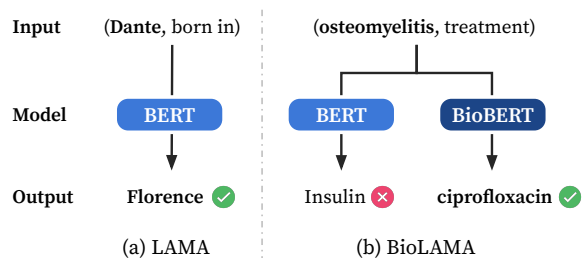 Input (Dante, born in) (osteomyelitis, treatment)
Model BERT BERT BioBERT
Output Florence Insulin ciprofloxacin
(a) LAMA (b) BioLAMA